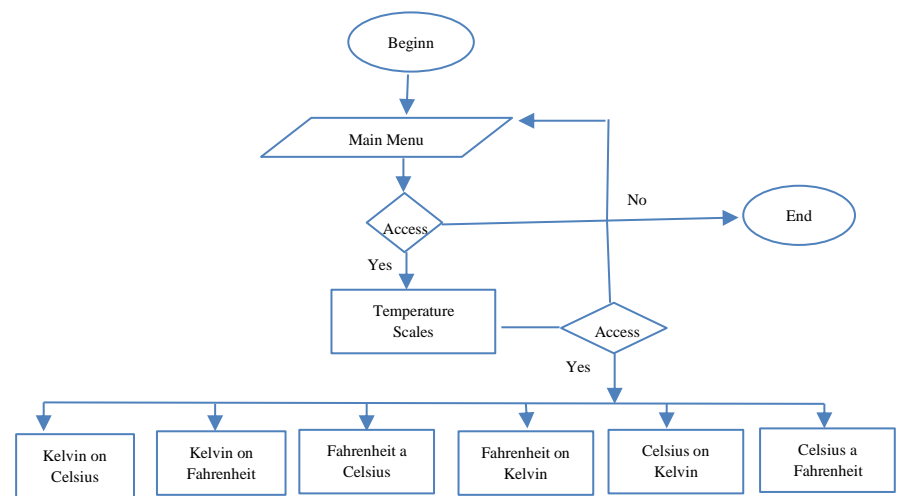 Beginn
Main Menu
No
End
Access
Yes
Temperature
Scales
Access
Yes
Kelvin on
Celsius
Kelvin on
Fahrenheit
Fahrenheit a
Celsius
Fahrenheit on
Kelvin
Celsius on
Kelvin
Celsius a
Fahrenheit